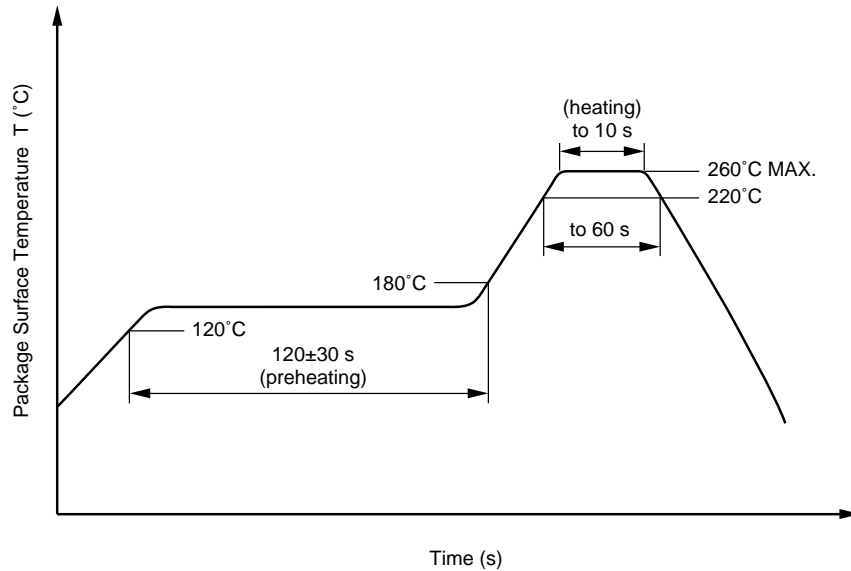 Package Surface Temperature T (˚C)
(heating)
to 10 s
260˚C MAX.
220˚C
to 60 s
180˚C
120˚C
120±30 s
(preheating)
Time (s)